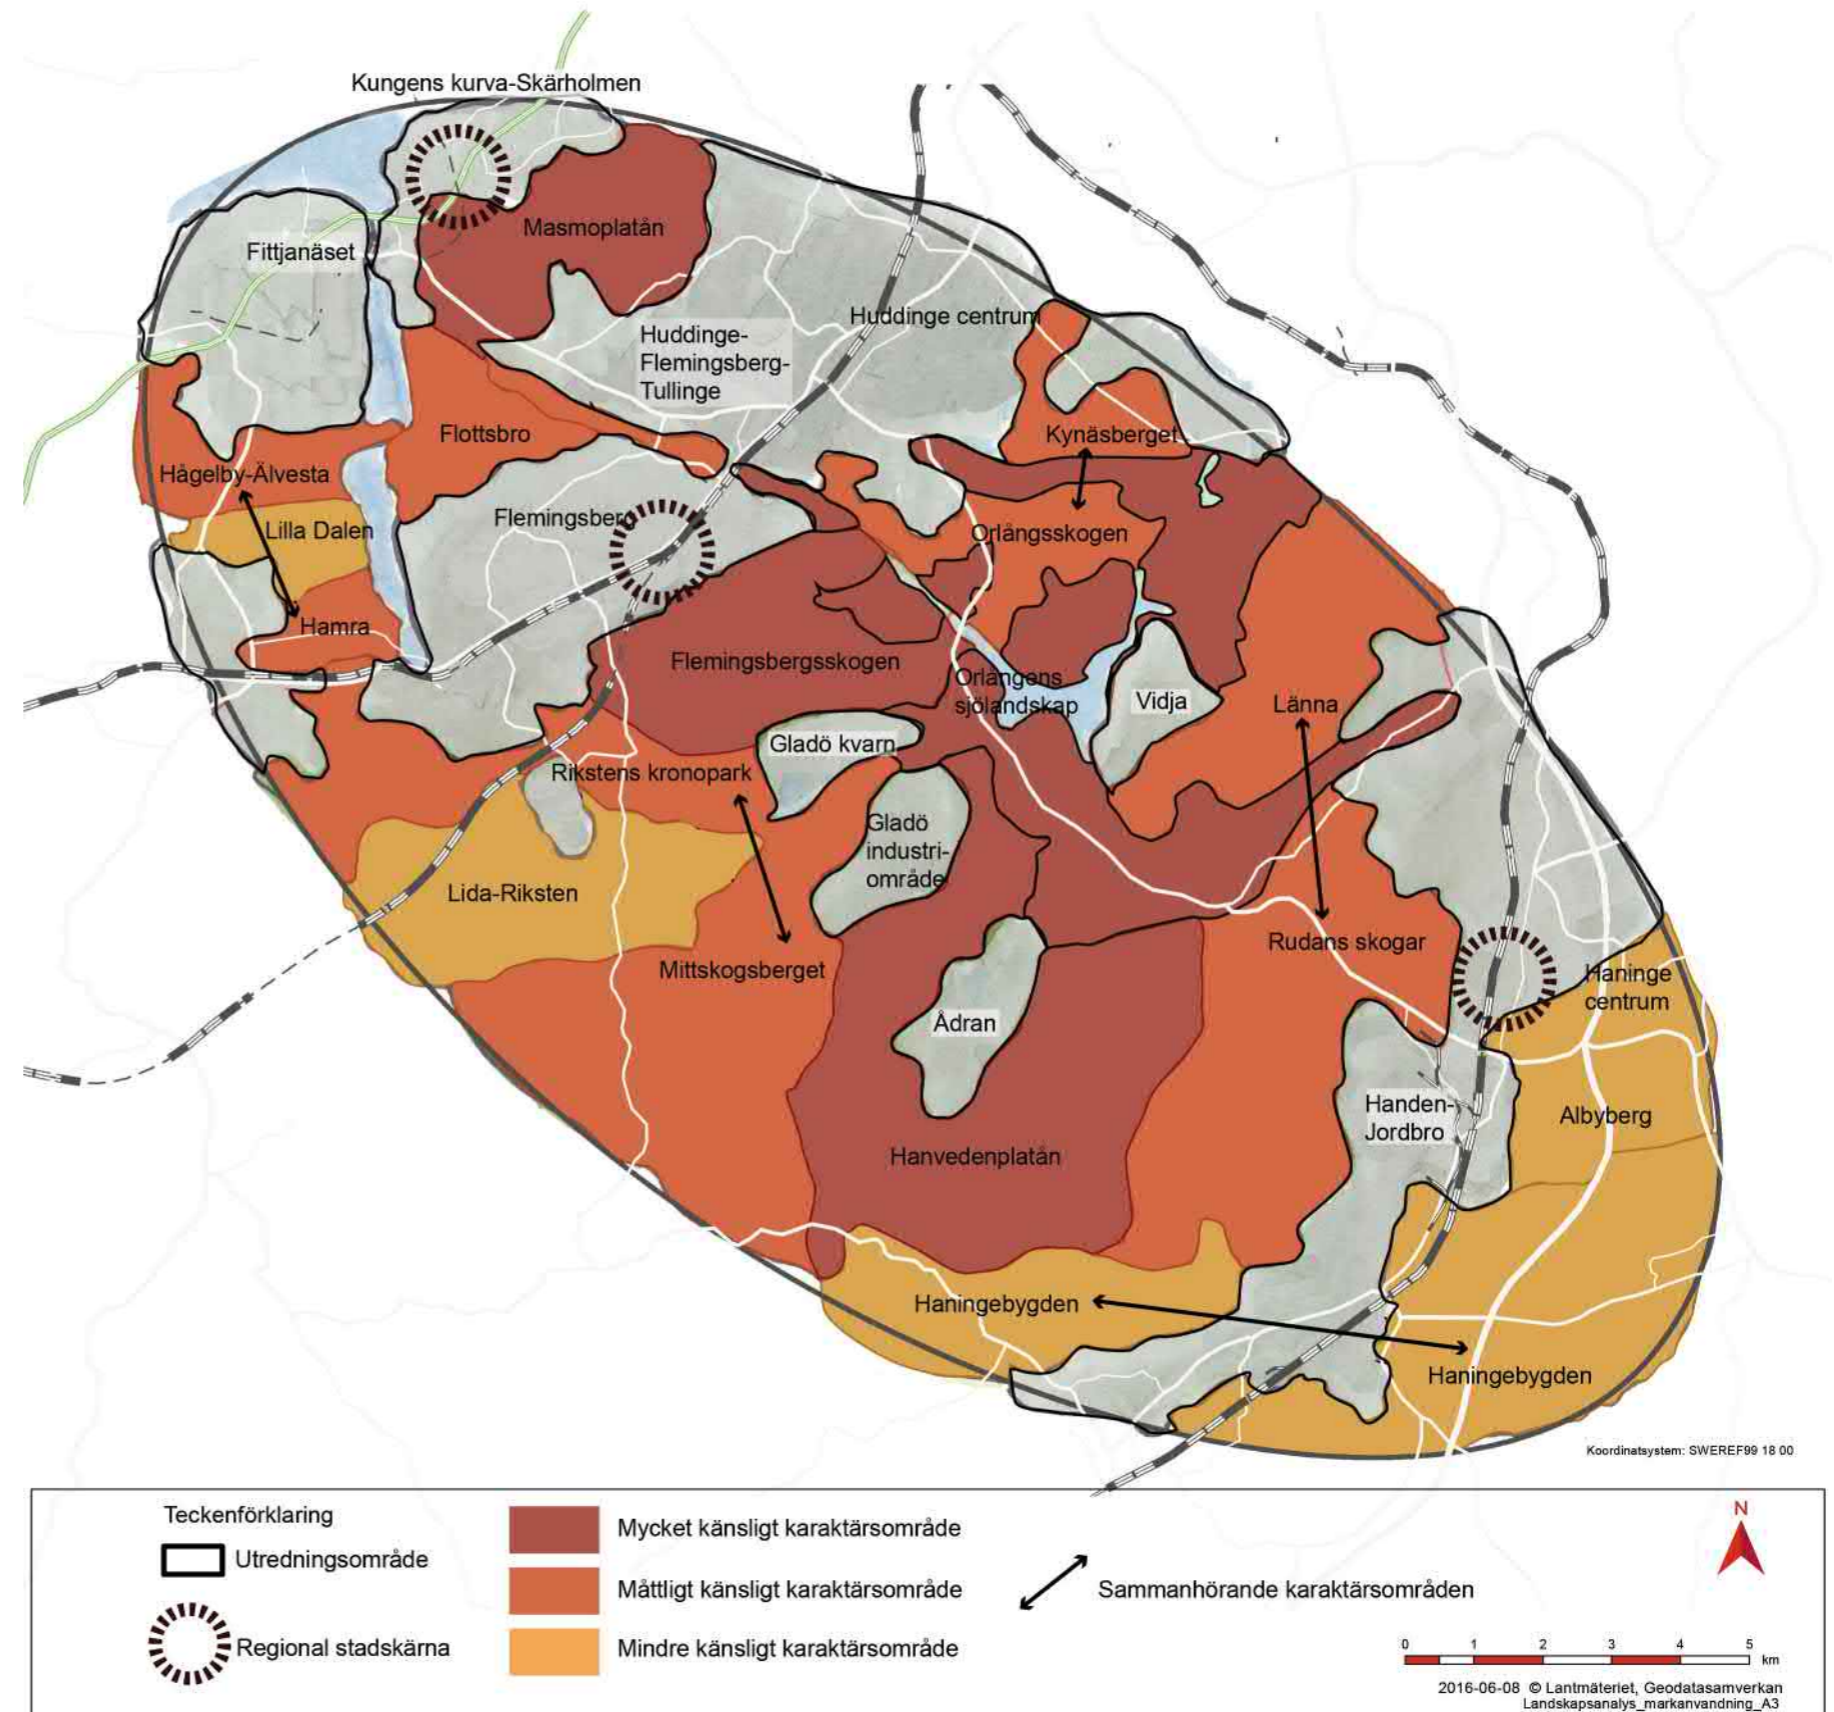 Kungens kurva-Skärholmen
Masmoplatån
Fittjanäset
Huddinge centrum
Huddinge-
Flemingsberg-
Tullinge
Flottsbro
Kynäsberget
Hågelby-Älvesta
Lilla Dalen
Flemingsberg
Orlångsskogen
Hamra
Flemingsbergsskogen
Orlångens
sjölandskap
Vidja
Länna
Gladö kvarn
Rikstens kronopark
Gladö
industri-
område
Lida-Riksten
Mittskogsberget
Rudans skogar
Haninge
centrum
Ådran
Handen-
Jordbro
Albyberg
Hanvedenplatån
Haningebygden
Haningebygden
Koordinatsystem: SWEREF99 18 00
Teckenförklaring
Utredningsområde
Regional stadskärna
Mycket känsligt karaktärsområde
Måttligt känsligt karaktärsområde
Mindre känsligt karaktärsområde
Sammanhörande karaktärsområden
N
0 1 2 3 4 5
km
2016-06-08 © Lantmäteriet, Geodatasamverkan
Landskapsanalys_markanvandning_A3